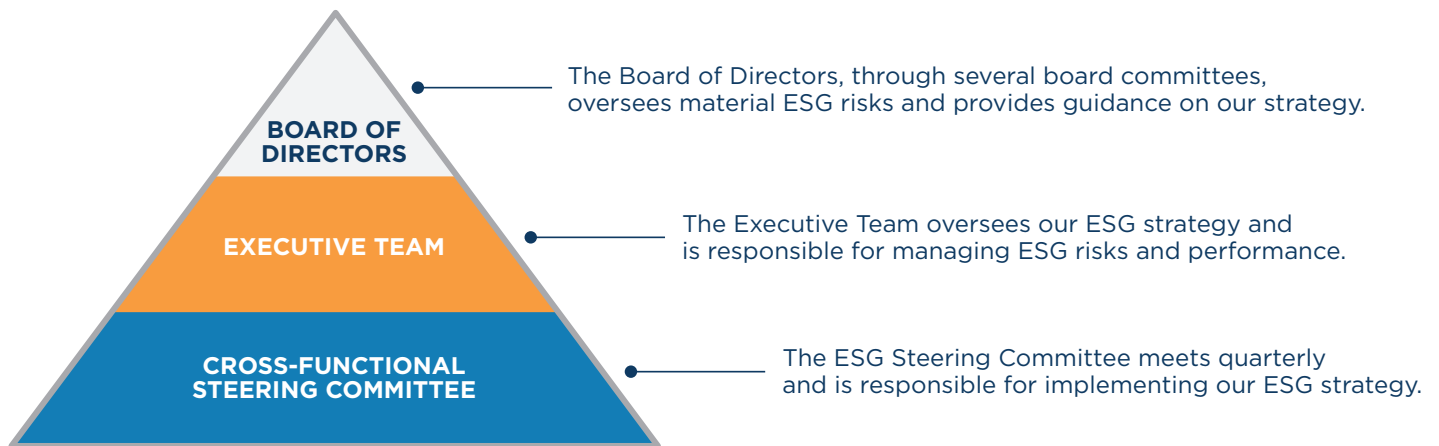 BOARD OF
DIRECTORS
The Board of Directors, through several board committees,
oversees material ESG risks and provides guidance on our strategy.
EXECUTIVE TEAM
The Executive Team oversees our ESG strategy and
is responsible for managing ESG risks and performance.
CROSS-FUNCTIONAL
STEERING COMMITTEE
The ESG Steering Committee meets quarterly
and is responsible for implementing our ESG strategy.